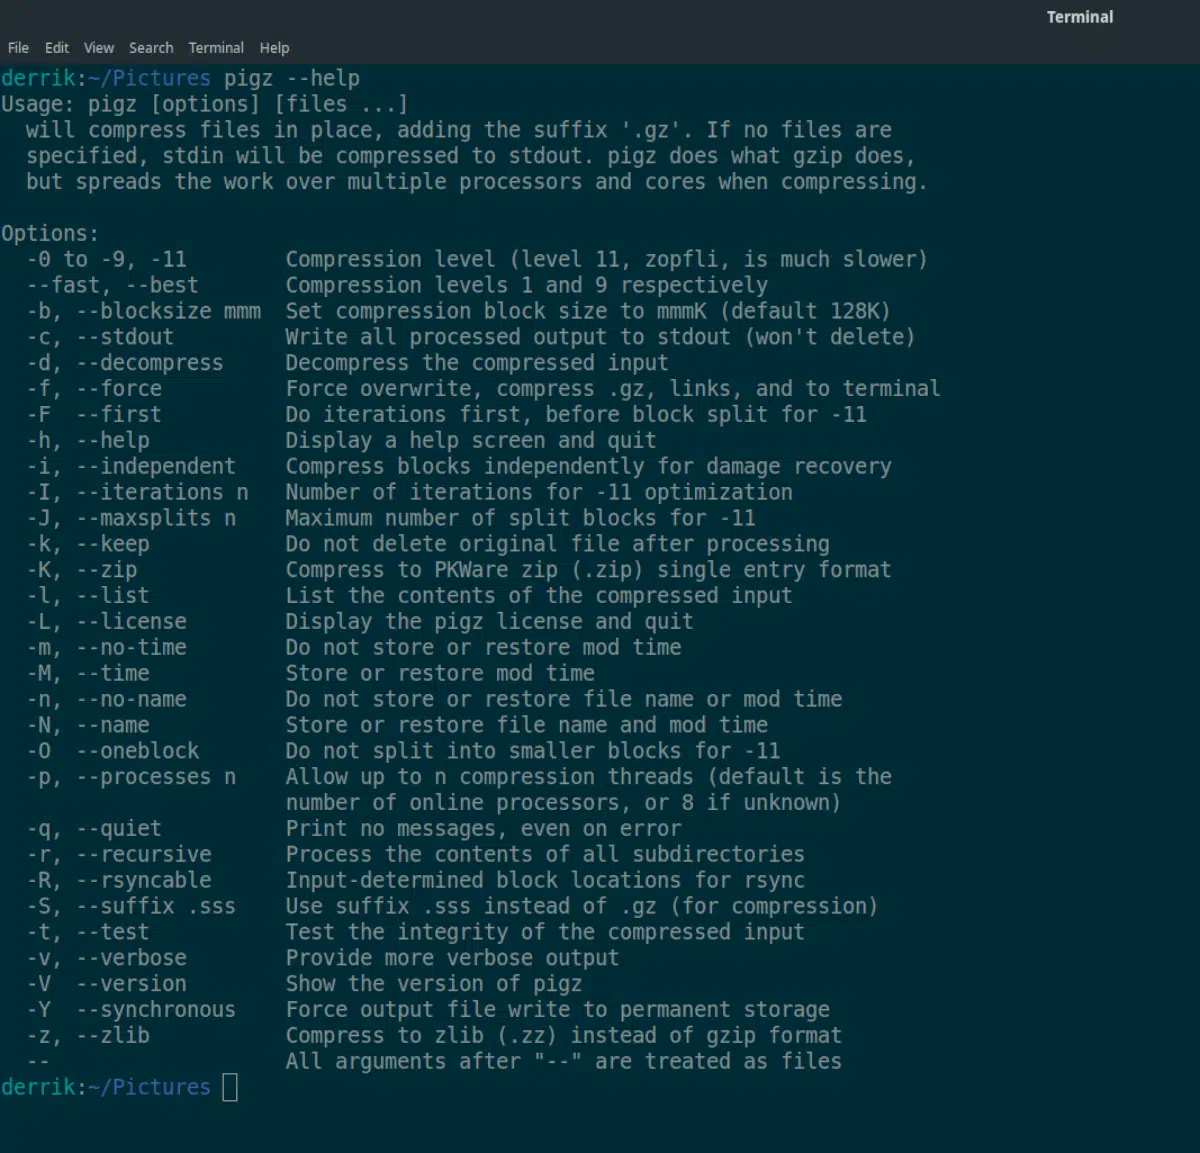 Terminal
File Edit View Search Terminal Help
derrik:~/Pictures pigz --help
Usage: pigz [options] [files ...]
  will compress files in place, adding the suffix '.gz'. If no files are
  specified, stdin will be compressed to stdout. pigz does what gzip does,
  but spreads the work over multiple processors and cores when compressing.

Options:
  -0 to -9, -11        Compression level (level 11, zopfli, is much slower)
  --fast, --best       Compression levels 1 and 9 respectively
  -b, --blocksize mmm  Set compression block size to mmmK (default 128K)
  -c, --stdout         Write all processed output to stdout (won't delete)
  -d, --decompress     Decompress the compressed input
  -f, --force          Force overwrite, compress .gz, links, and to terminal
  -F  --first          Do iterations first, before block split for -11
  -h, --help           Display a help screen and quit
  -i, --independent    Compress blocks independently for damage recovery
  -I, --iterations n   Number of iterations for -11 optimization
  -J, --maxsplits n    Maximum number of split blocks for -11
  -k, --keep           Do not delete original file after processing
  -K, --zip            Compress to PKWare zip (.zip) single entry format
  -l, --list           List the contents of the compressed input
  -L, --license        Display the pigz license and quit
  -m, --no-time        Do not store or restore mod time
  -M, --time           Store or restore mod time
  -n, --no-name        Do not store or restore file name or mod time
  -N, --name           Store or restore file name and mod time
  -O  --oneblock       Do not split into smaller blocks for -11
  -p, --processes n    Allow up to n compression threads (default is the
                       number of online processors, or 8 if unknown)
  -q, --quiet          Print no messages, even on error
  -r, --recursive      Process the contents of all subdirectories
  -R, --rsyncable      Input-determined block locations for rsync
  -S, --suffix .sss    Use suffix .sss instead of .gz (for compression)
  -t, --test           Test the integrity of the compressed input
  -v, --verbose        Provide more verbose output
  -V  --version        Show the version of pigz
  -Y  --synchronous    Force output file write to permanent storage
  -z, --zlib           Compress to zlib (.zz) instead of gzip format
  --                   All arguments after "--" are treated as files
derrik:~/Pictures